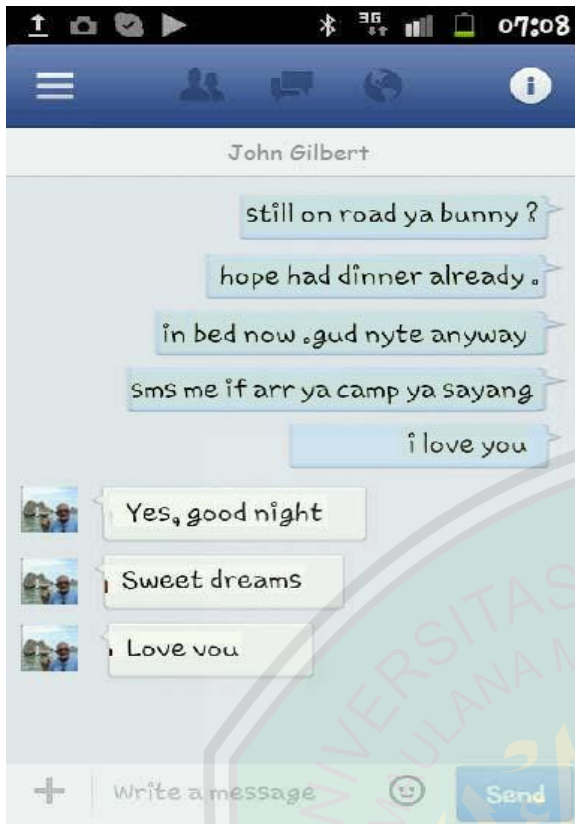 3G
07:08
John Gilbert
still on road ya bunny ?
hope had dinner already .
in bed now .gud nyte anyway
sms me if arr ya camp ya sayang
i love you
Yes, good night
Sweet dreams
Love you
Write a message
Send